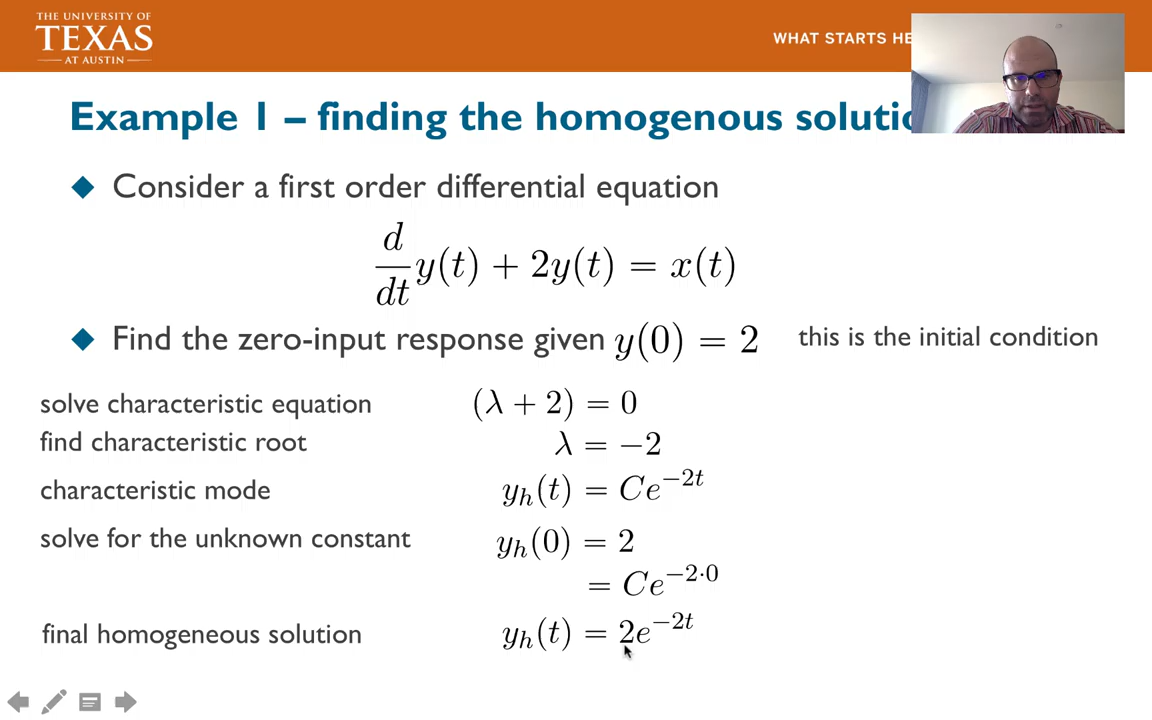 THE UNIVERSITY OF
TEXAS
AT AUSTIN
WHAT STARTS HE
Example 1 – finding the homogenous solutio
Consider a first order differential equation
d/dt y(t) + 2y(t) = x(t)
Find the zero-input response given y(0) = 2 this is the initial condition
solve characteristic equation (λ + 2) = 0
find characteristic root λ = −2
characteristic mode yₕ(t) = Ce⁻²ᵗ
solve for the unknown constant yₕ(0) = 2
= Ce^{−2·0}
final homogeneous solution yₕ(t) = 2e⁻²ᵗ